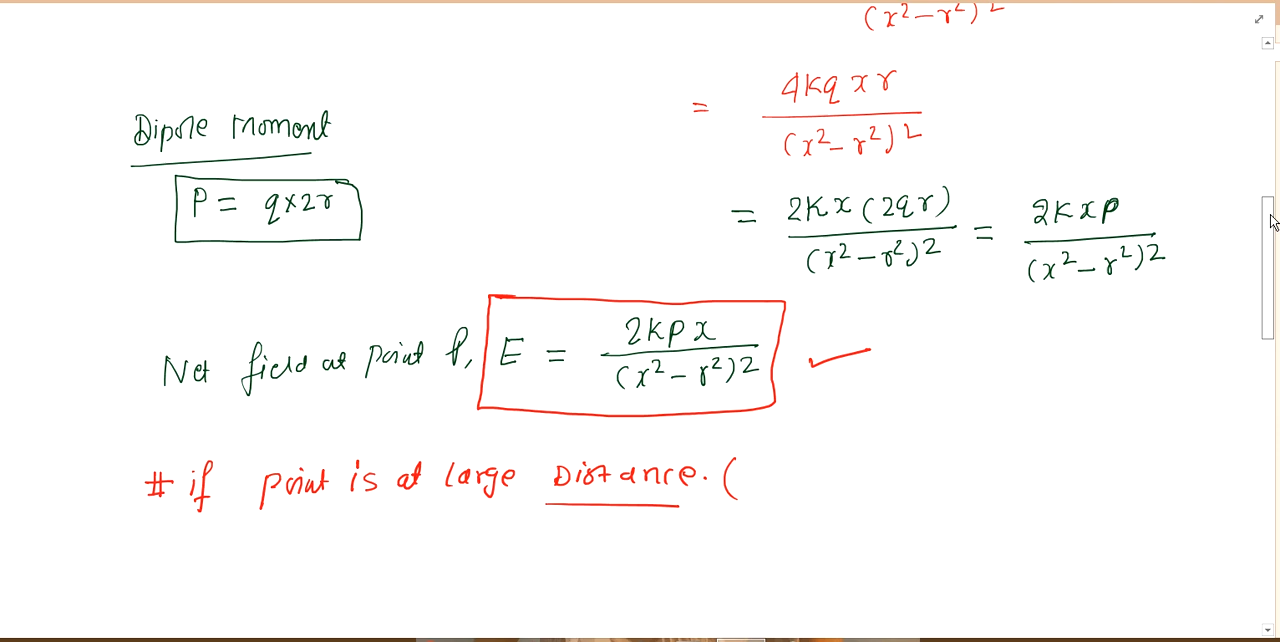 (x²-r²)²
= 4Kqxr / (x²-r²)²
Dipole Moment
P = q×2r
= 2Kx(2qr) / (x²-r²)² = 2KxP / (x²-r²)²
Net field at point P, E = 2KPx / (x²-r²)²
# if point is at large Distance. (